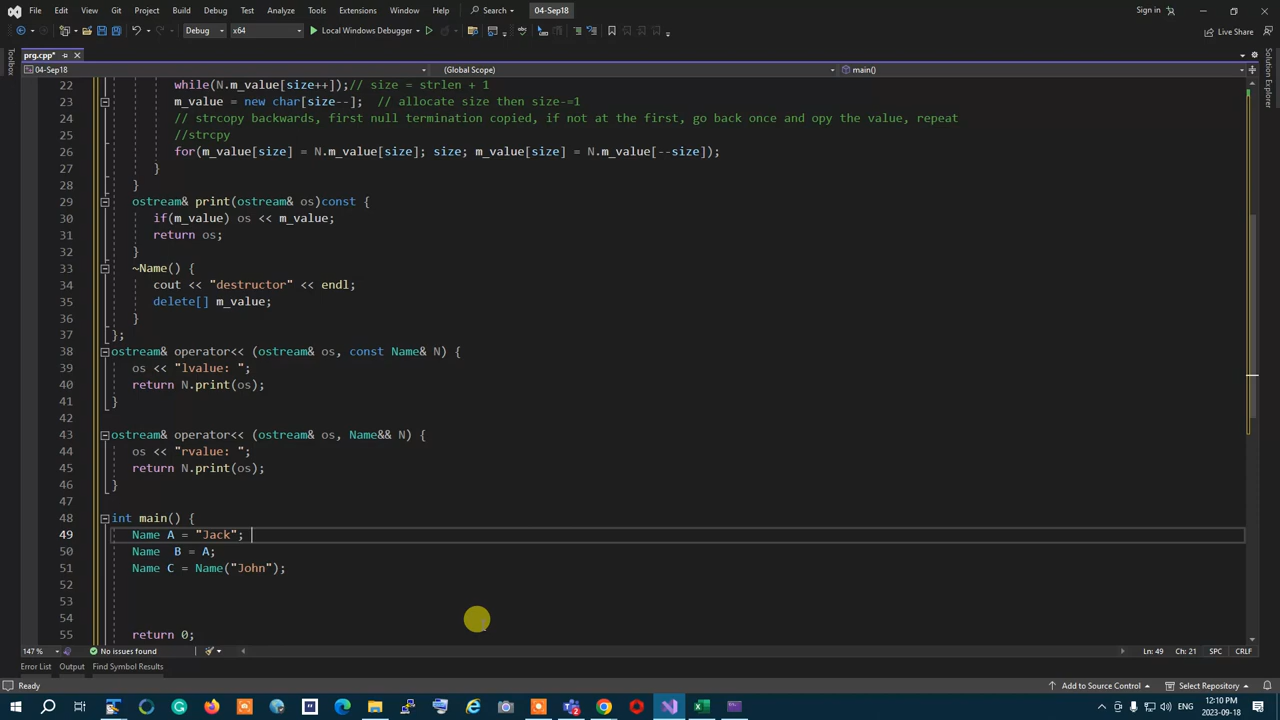 File Edit View Git Project Build Debug Test Analyze Tools Extensions Window Help Search 04-Sep18 Sign in
Debug x64 Local Windows Debugger Live Share
prg.cpp*
04-Sep18 (Global Scope) main()
Toolbox
Solution Explorer
22 while(N.m_value[size++]);// size = strlen + 1
23 m_value = new char[size--]; // allocate size then size-=1
24 // strcopy backwards, first null termination copied, if not at the first, go back once and opy the value, repeat
25 //strcpy
26 for(m_value[size] = N.m_value[size]; size; m_value[size] = N.m_value[--size]);
27 }
28 }
29 ostream& print(ostream& os)const {
30 if(m_value) os << m_value;
31 return os;
32 }
33 ~Name() {
34 cout << "destructor" << endl;
35 delete[] m_value;
36 }
37 };
38 ostream& operator<< (ostream& os, const Name& N) {
39 os << "lvalue: ";
40 return N.print(os);
41 }
42
43 ostream& operator<< (ostream& os, Name&& N) {
44 os << "rvalue: ";
45 return N.print(os);
46 }
47
48 int main() {
49 Name A = "Jack";
50 Name B = A;
51 Name C = Name("John");
52
53
54
55 return 0;
147 % No issues found Ln: 49 Ch: 21 SPC CRLF
Error List Output Find Symbol Results
Ready Add to Source Control Select Repository
ENG 12:10 PM
2023-09-18